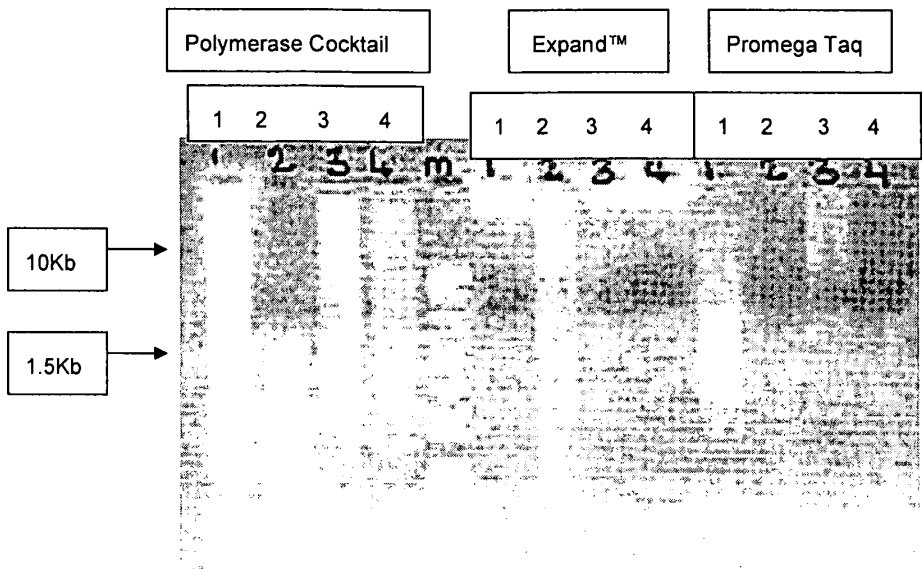 Polymerase Cocktail Expand™ Promega Taq
1 2 3 4 1 2 3 4 1 2 3 4
1 2 3 4 m 1 2 3 4 1 2 3 4
10Kb
1.5Kb